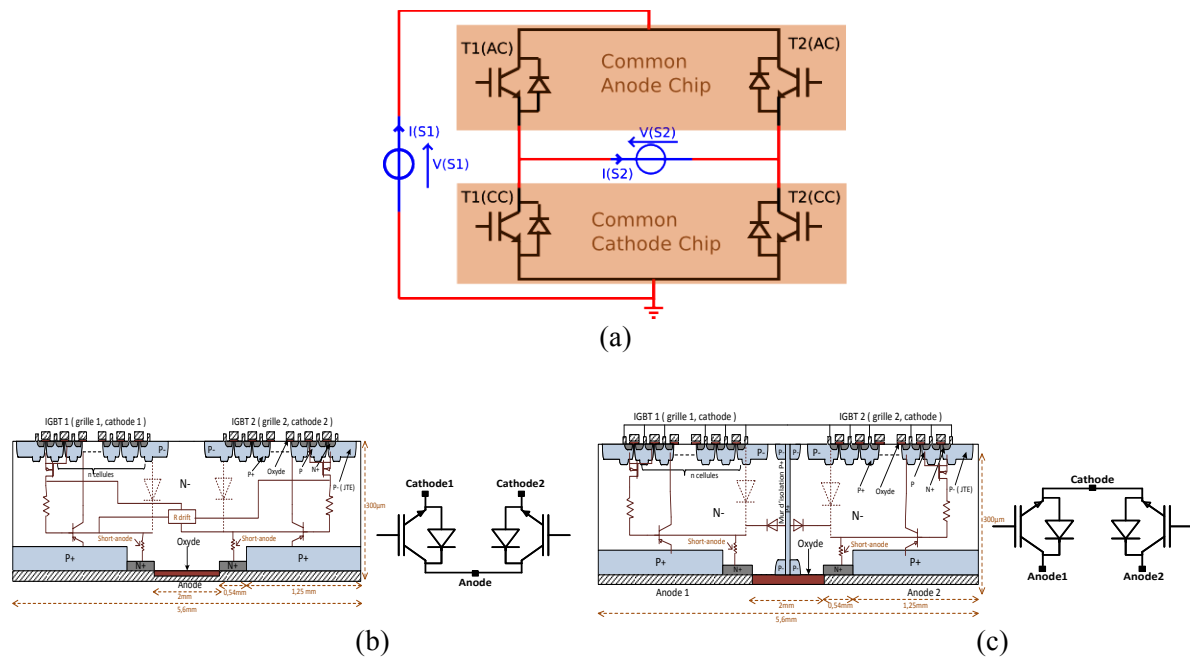 T1(AC)
T2(AC)
Common
Anode Chip
I(S1)
V(S1)
V(S2)
I(S2)
T1(CC)
T2(CC)
Common
Cathode Chip
(a)
IGBT 1 ( grille 1, cathode 1 )
IGBT 2 ( grille 2, cathode 2 )
P-
P-
P+
Oxyde
P
N+
P- ( JTE)
n cellules
N-
R drift
300µm
Short-anode
Short-anode
Oxyde
P+
N+
N+
P+
Anode
2mm
0,54mm
1,25 mm
5,6mm
Cathode1
Cathode2
Anode
(b)
IGBT 1 ( grille 1, cathode )
IGBT 2 ( grille 2, cathode )
P-
P-
Mur d'isolation P+
P+
Oxyde
P
N+
P- (JTE)
n cellules
N-
N-
300µm
Short-anode
Short-anode
Oxyde
P+
N+
P-
P-
N+
P+
Anode 1
Anode 2
2mm
0,54mm
1,25mm
5,6mm
Cathode
Anode1
Anode2
(c)